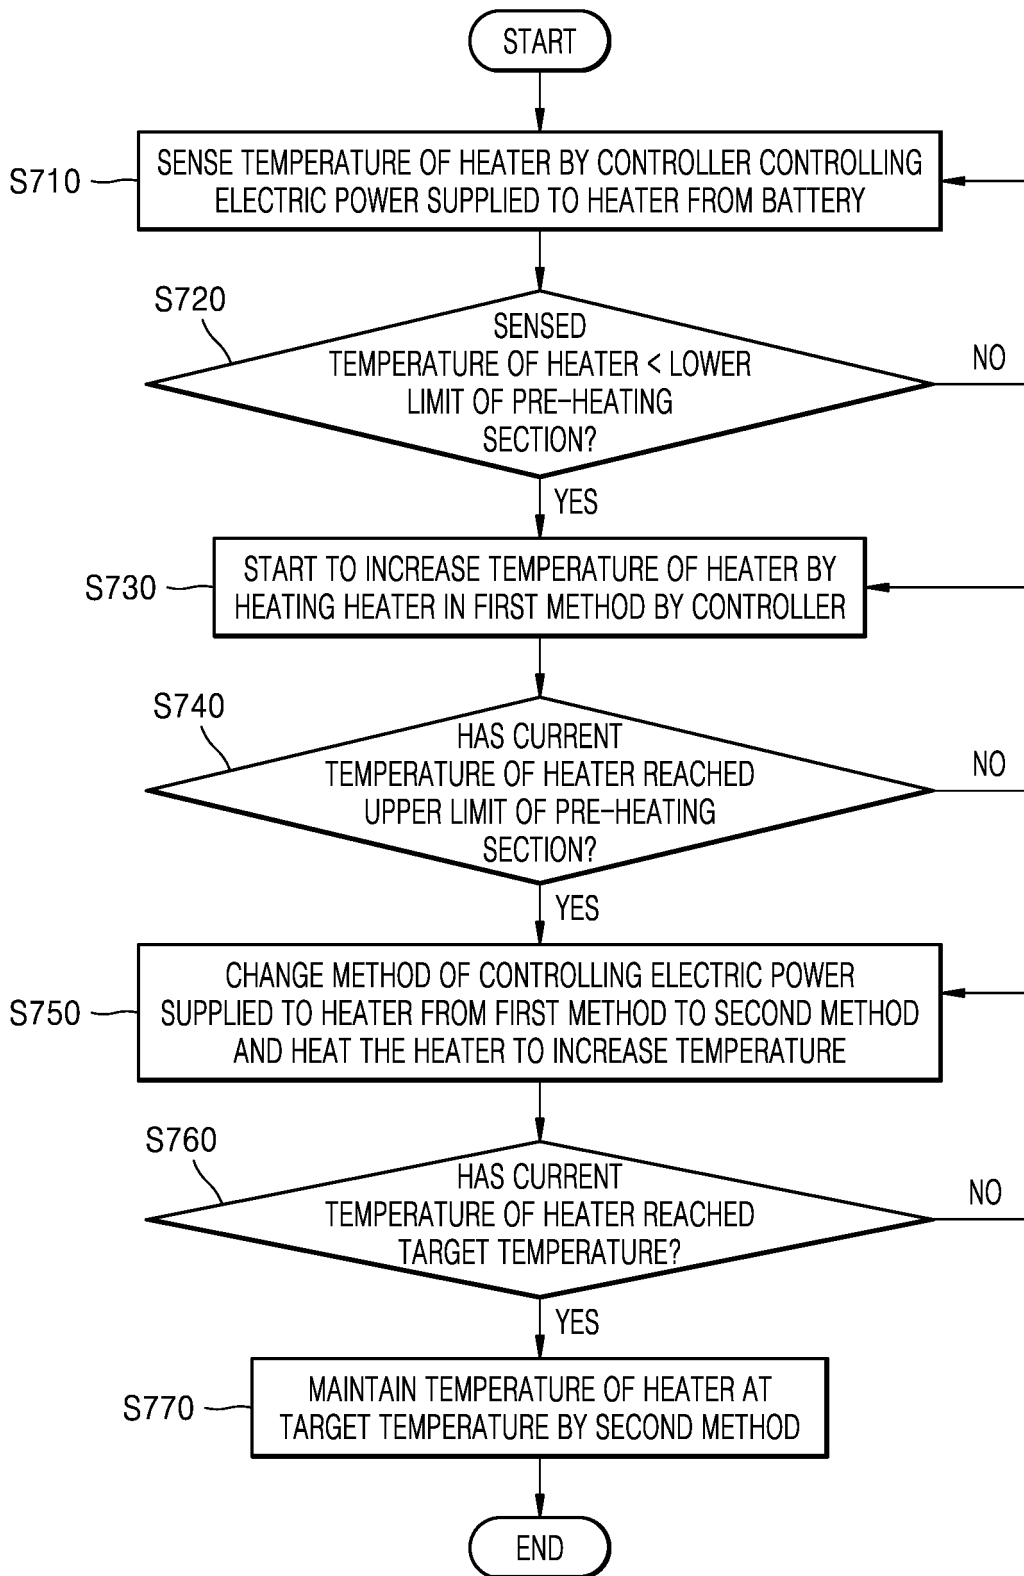 START
S710
SENSE TEMPERATURE OF HEATER BY CONTROLLER CONTROLLING
ELECTRIC POWER SUPPLIED TO HEATER FROM BATTERY
S720
SENSED
TEMPERATURE OF HEATER < LOWER
LIMIT OF PRE-HEATING
SECTION?
NO
YES
S730
START TO INCREASE TEMPERATURE OF HEATER BY
HEATING HEATER IN FIRST METHOD BY CONTROLLER
S740
HAS CURRENT
TEMPERATURE OF HEATER REACHED
UPPER LIMIT OF PRE-HEATING
SECTION?
NO
YES
S750
CHANGE METHOD OF CONTROLLING ELECTRIC POWER
SUPPLIED TO HEATER FROM FIRST METHOD TO SECOND METHOD
AND HEAT THE HEATER TO INCREASE TEMPERATURE
S760
HAS CURRENT
TEMPERATURE OF HEATER REACHED
TARGET TEMPERATURE?
NO
YES
S770
MAINTAIN TEMPERATURE OF HEATER AT
TARGET TEMPERATURE BY SECOND METHOD
END